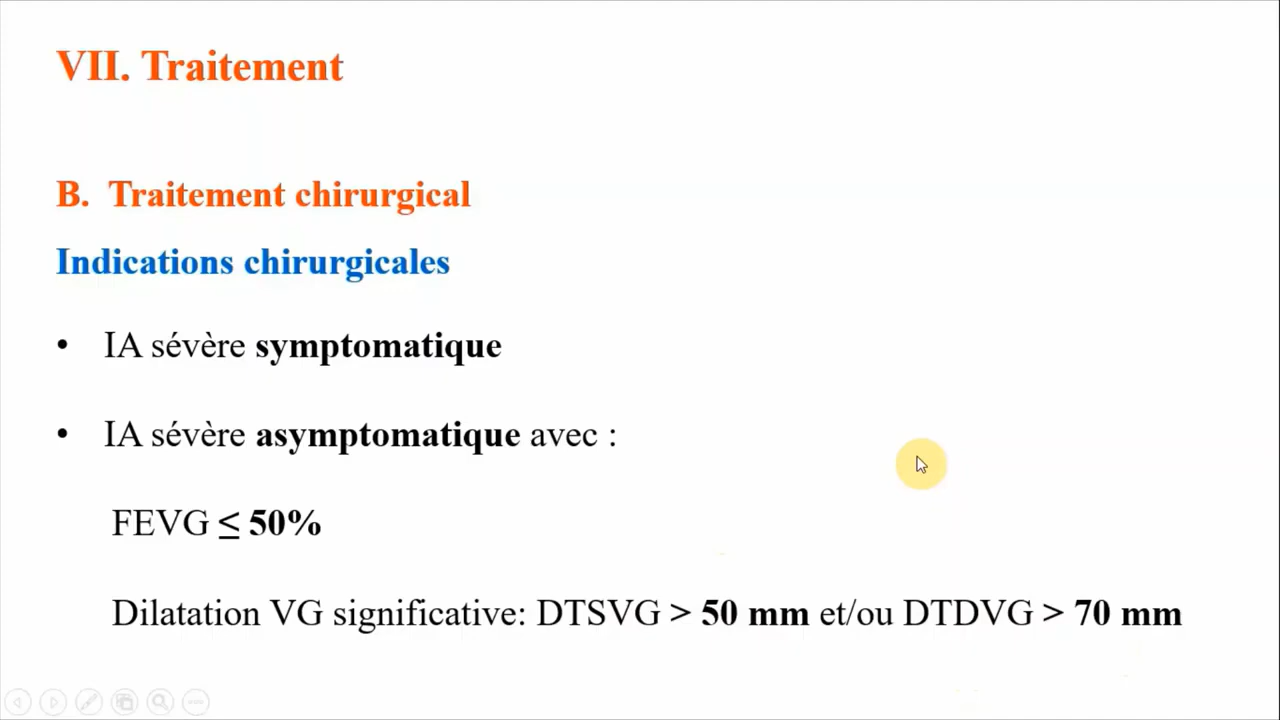 VII. Traitement
B. Traitement chirurgical
Indications chirurgicales
• IA sévère symptomatique
• IA sévère asymptomatique avec :
FEVG ≤ 50%
Dilatation VG significative: DTSVG > 50 mm et/ou DTDVG > 70 mm